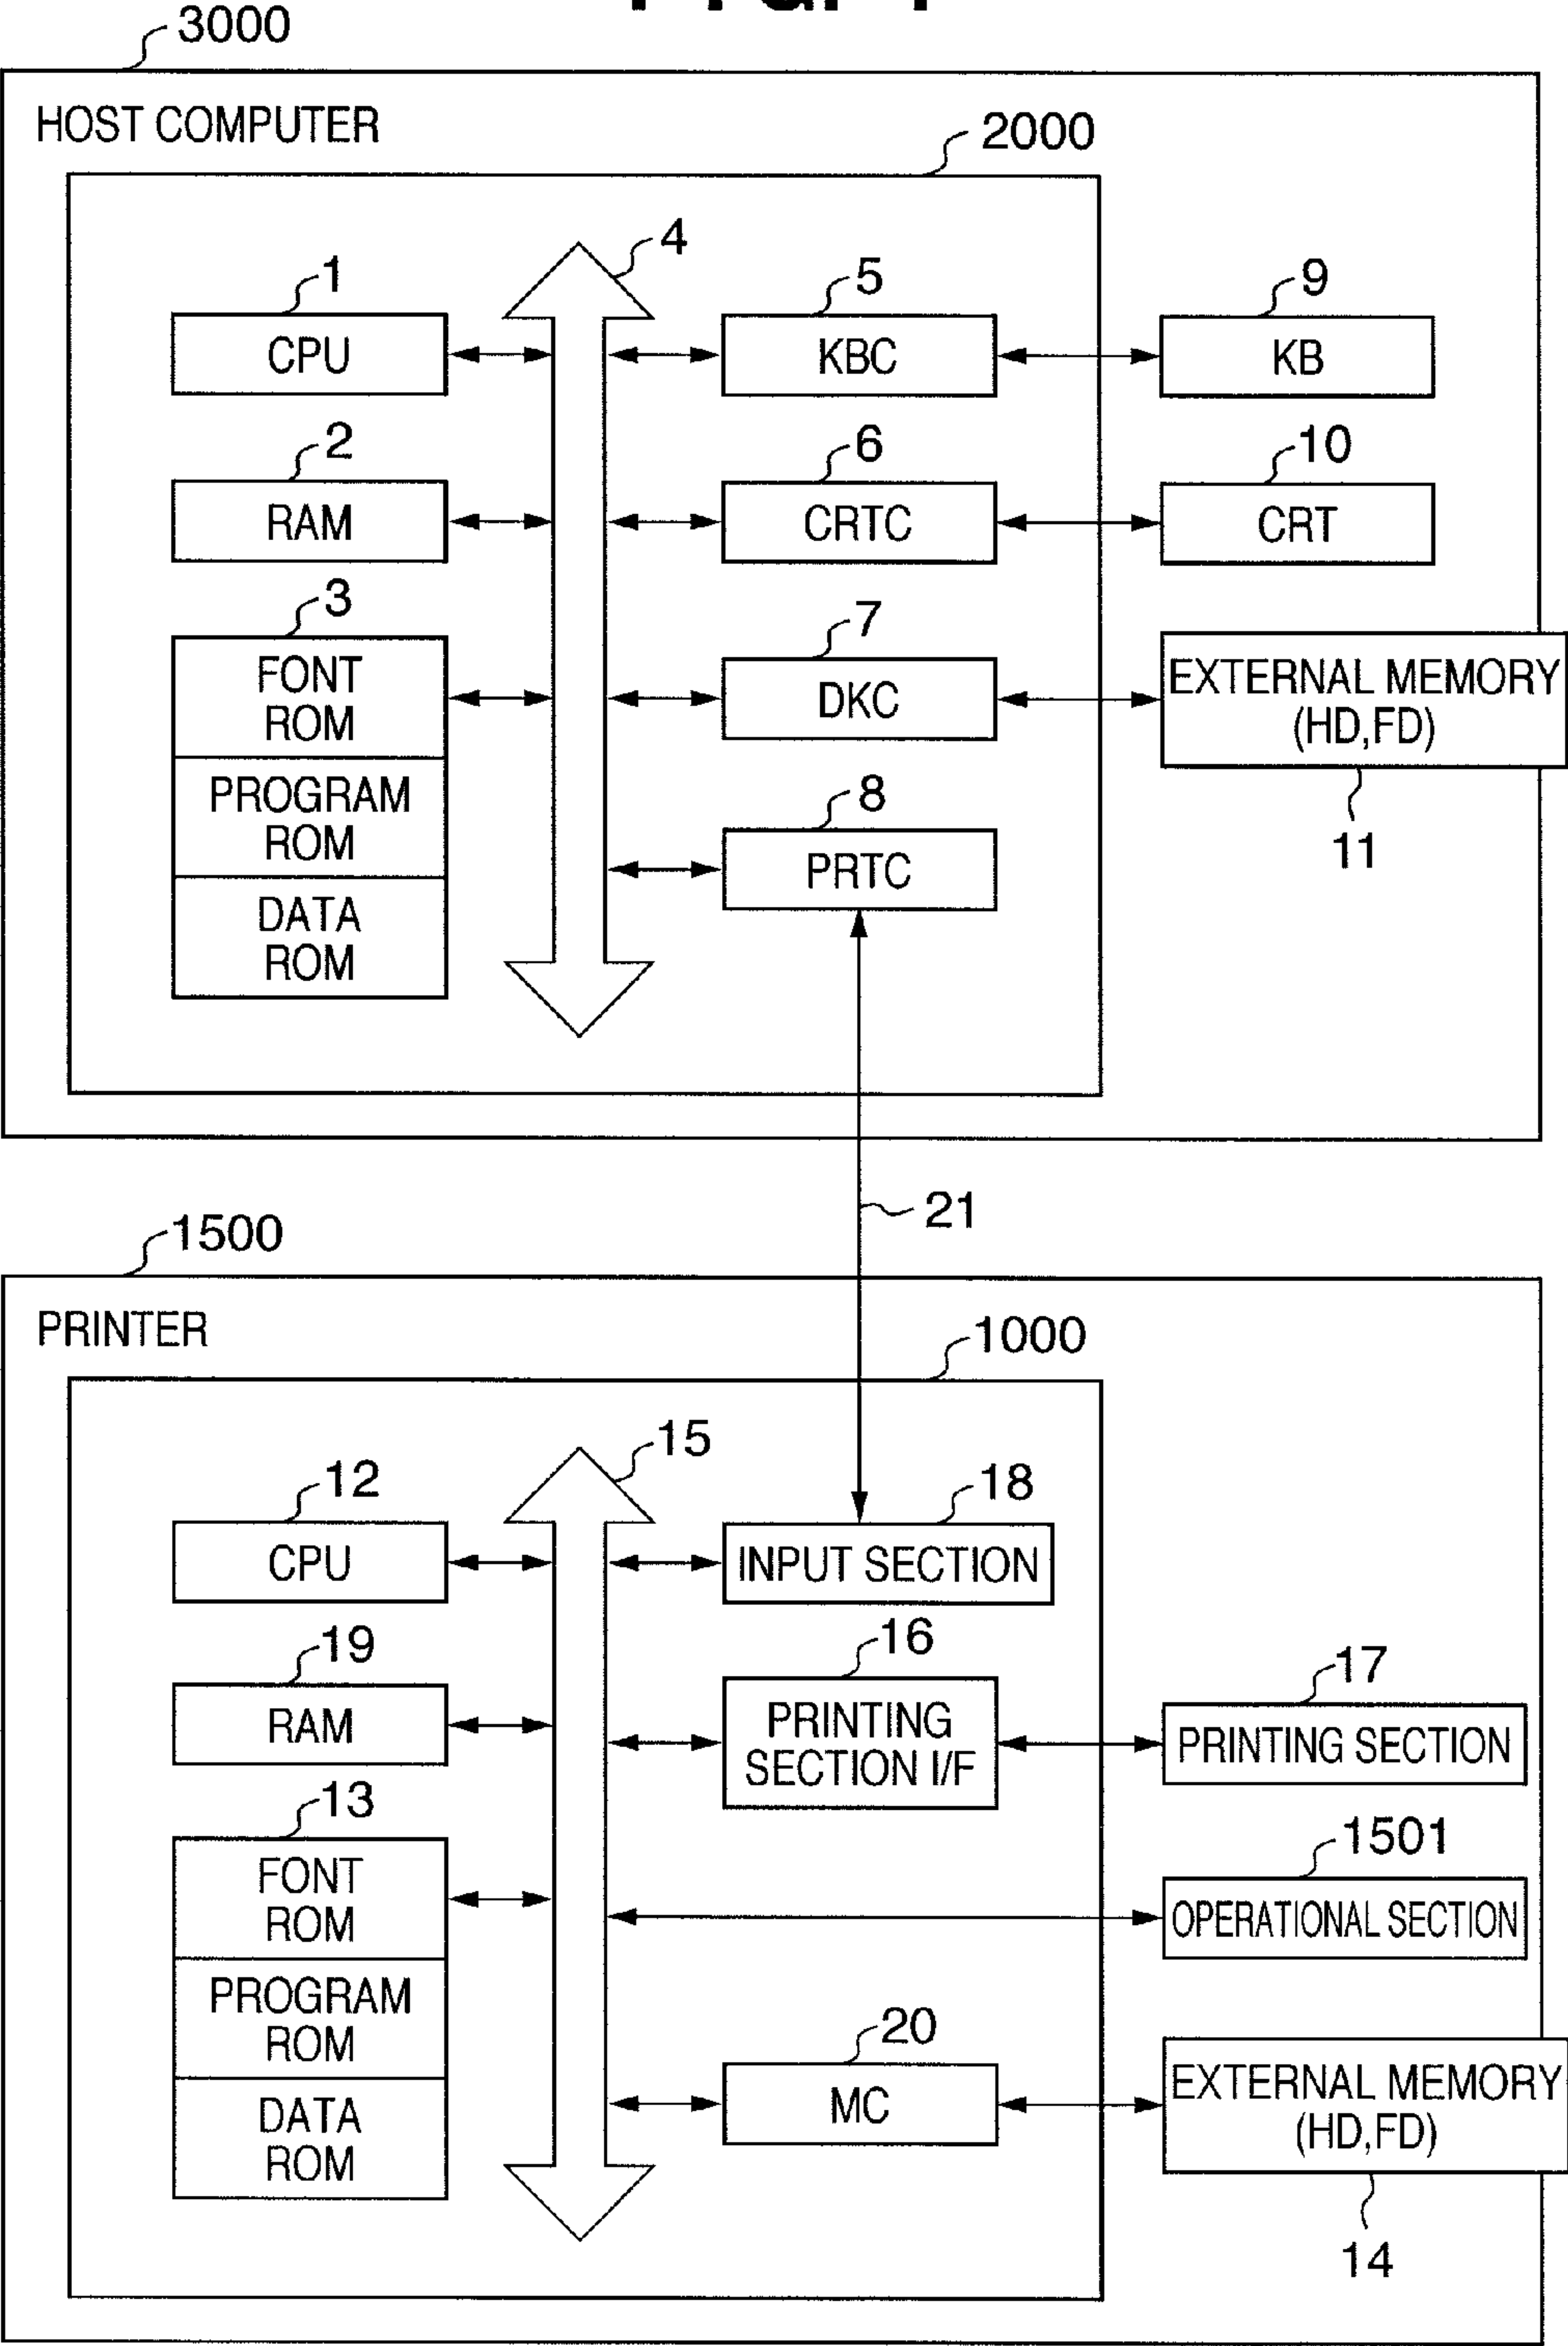 3000
HOST COMPUTER
2000
4
1
CPU
5
KBC
9
KB
2
RAM
6
CRTC
10
CRT
3
FONT
ROM
PROGRAM
ROM
DATA
ROM
7
DKC
EXTERNAL MEMORY
(HD,FD)
11
8
PRTC
21
1500
PRINTER
1000
15
12
CPU
18
INPUT SECTION
19
RAM
16
PRINTING
SECTION I/F
17
PRINTING SECTION
13
FONT
ROM
PROGRAM
ROM
DATA
ROM
1501
OPERATIONAL SECTION
20
MC
EXTERNAL MEMORY
(HD,FD)
14